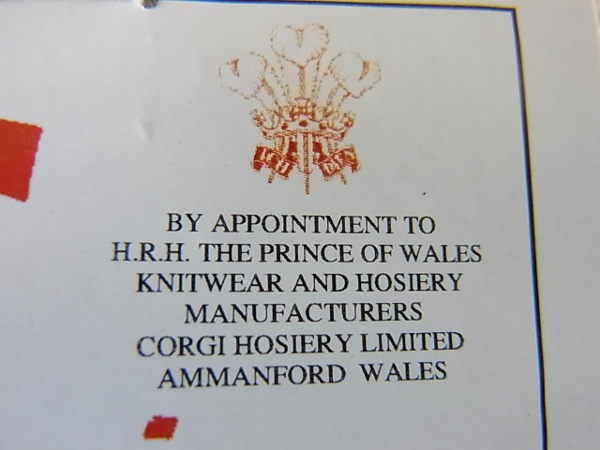 BY APPOINTMENT TO
H.R.H. THE PRINCE OF WALES
KNITWEAR AND HOSIERY
MANUFACTURERS
CORGI HOSIERY LIMITED
AMMANFORD WALES